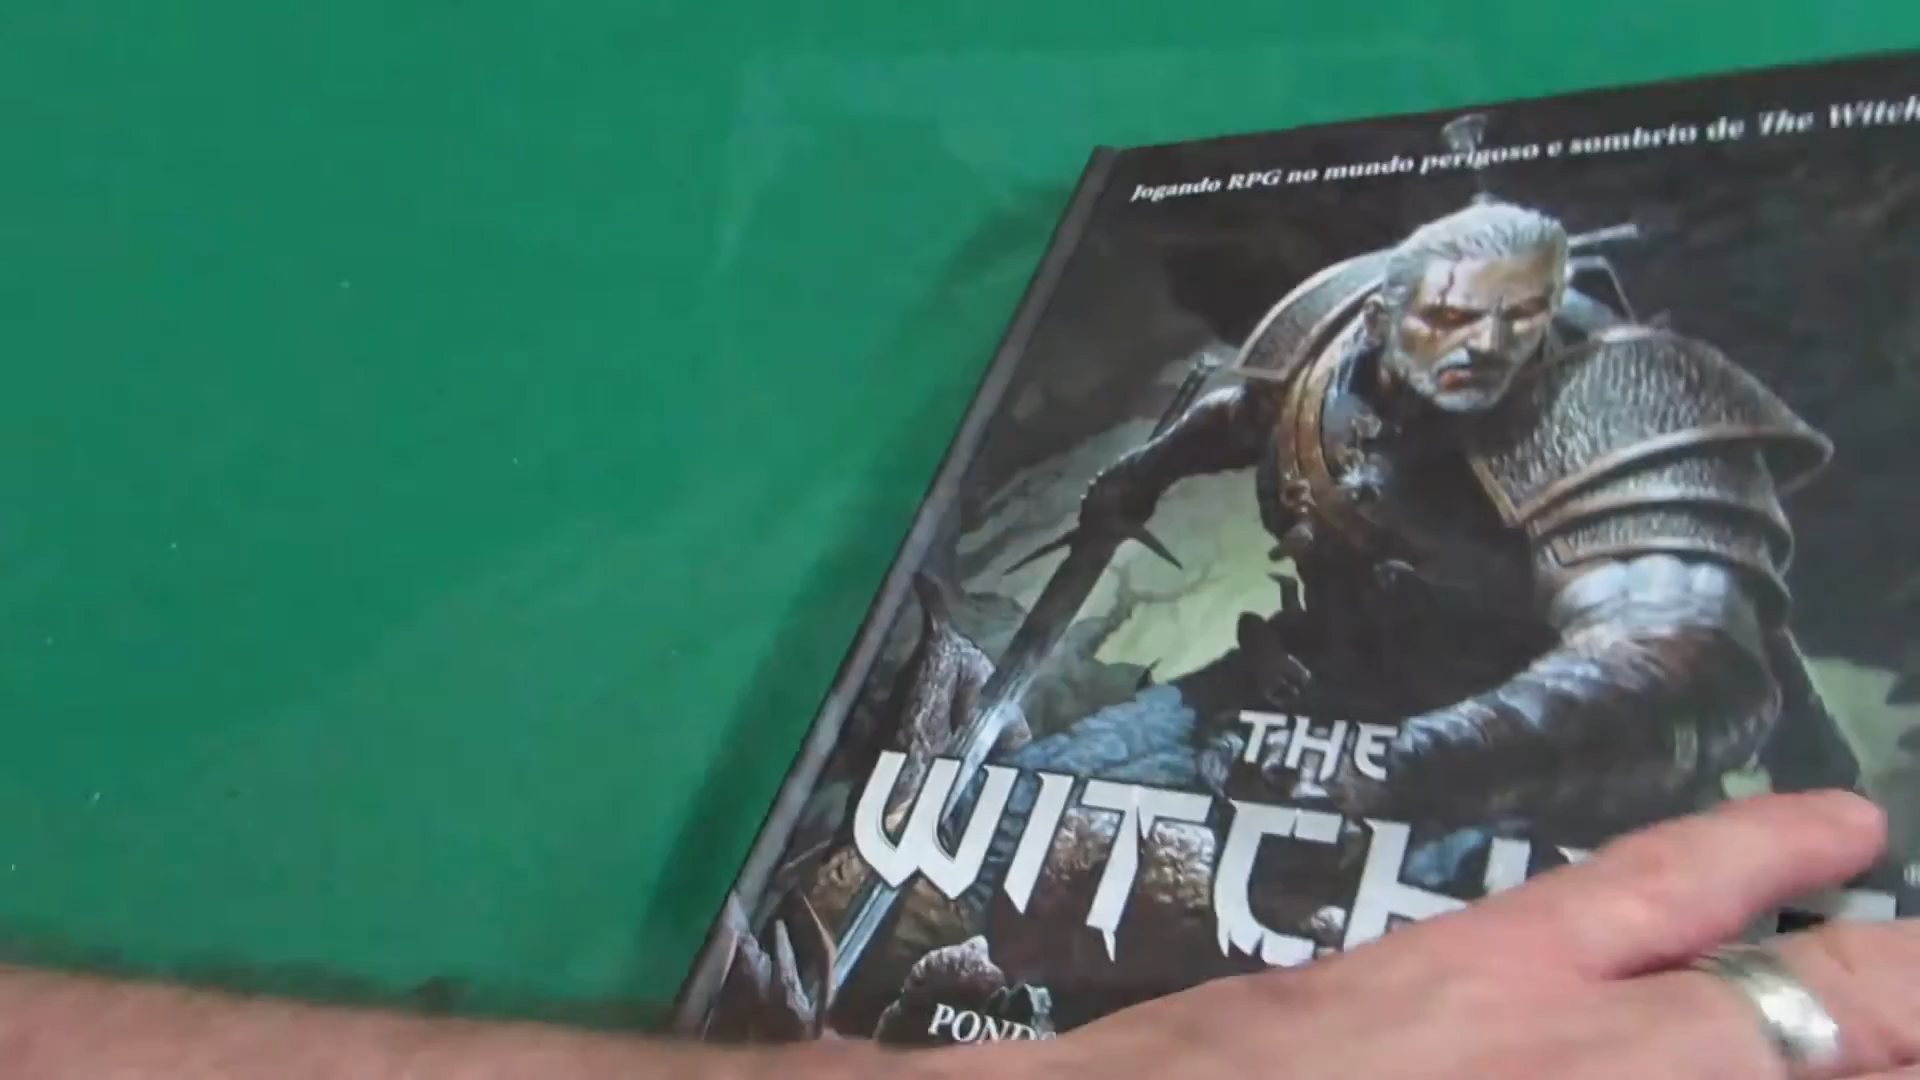 Jogando RPG no mundo perigoso e sombrio de The Witch
THE
WITCH
POND